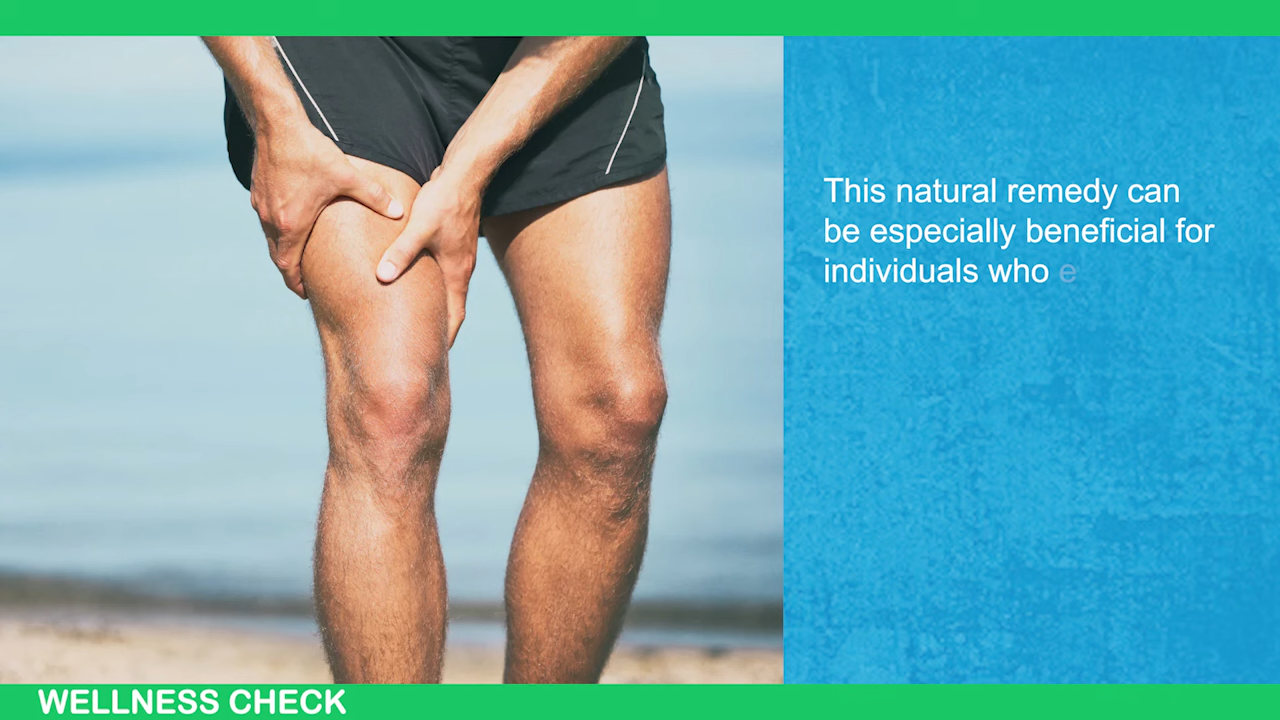 This natural remedy can
be especially beneficial for
individuals who e
WELLNESS CHECK